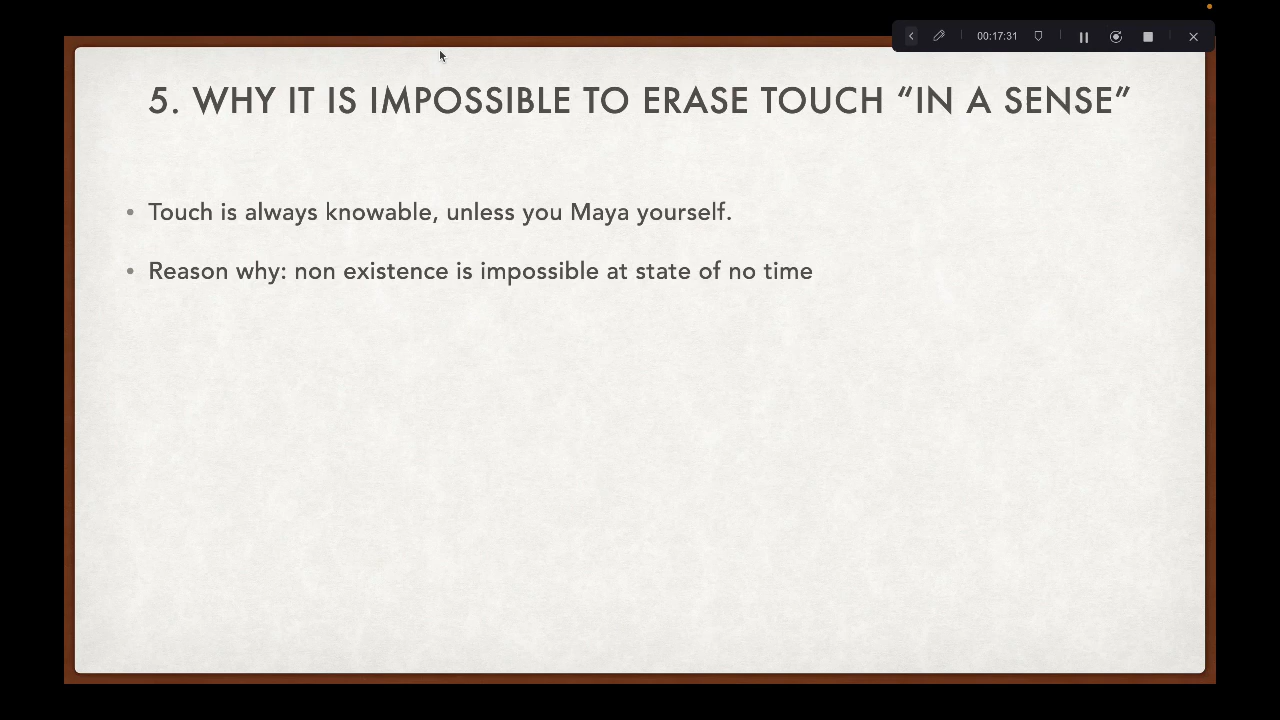 00:17:31
5. WHY IT IS IMPOSSIBLE TO ERASE TOUCH “IN A SENSE”
• Touch is always knowable, unless you Maya yourself.
• Reason why: non existence is impossible at state of no time